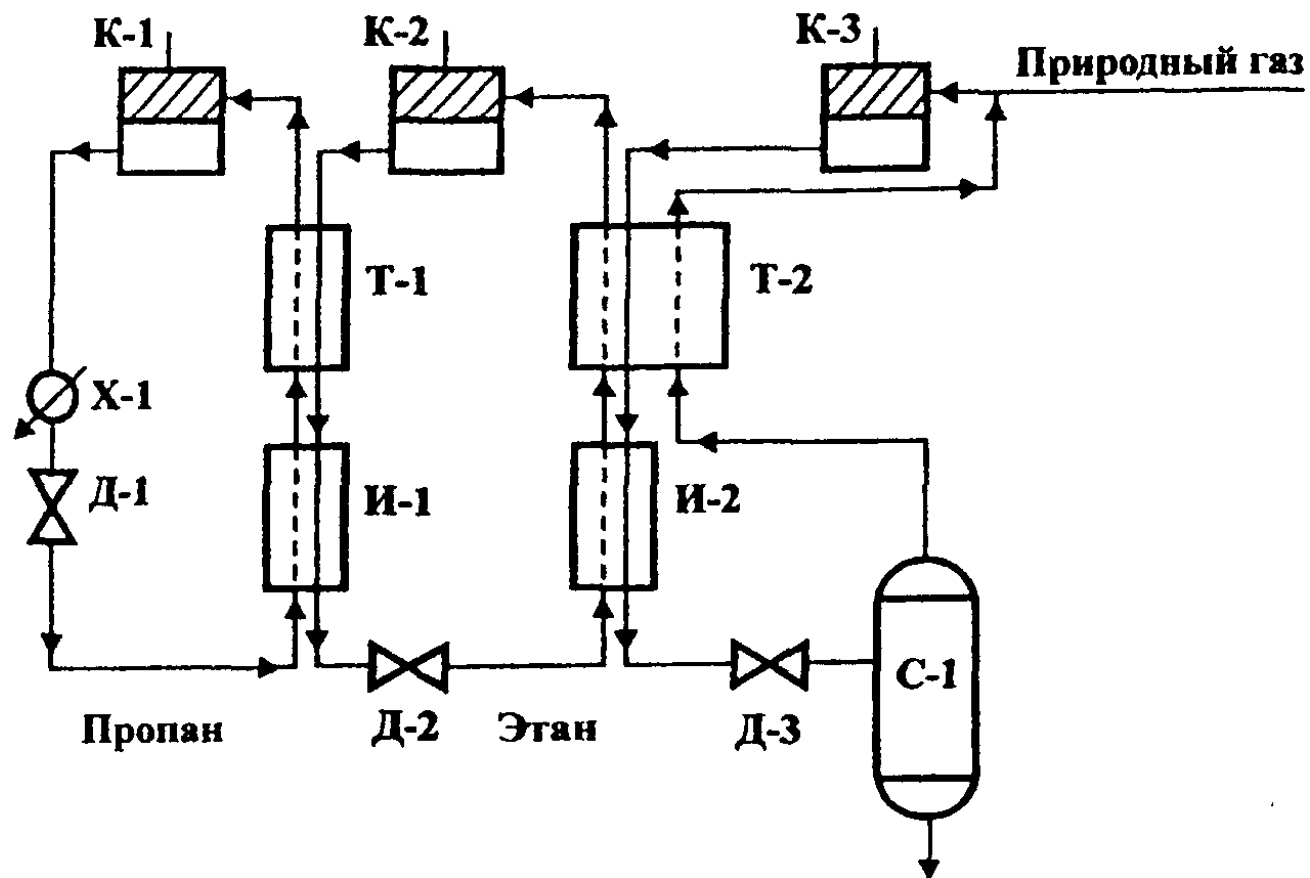 К-1
К-2
К-3
Природный газ
Т-1
Т-2
Х-1
Д-1
И-1
И-2
С-1
Пропан
Д-2
Этан
Д-3